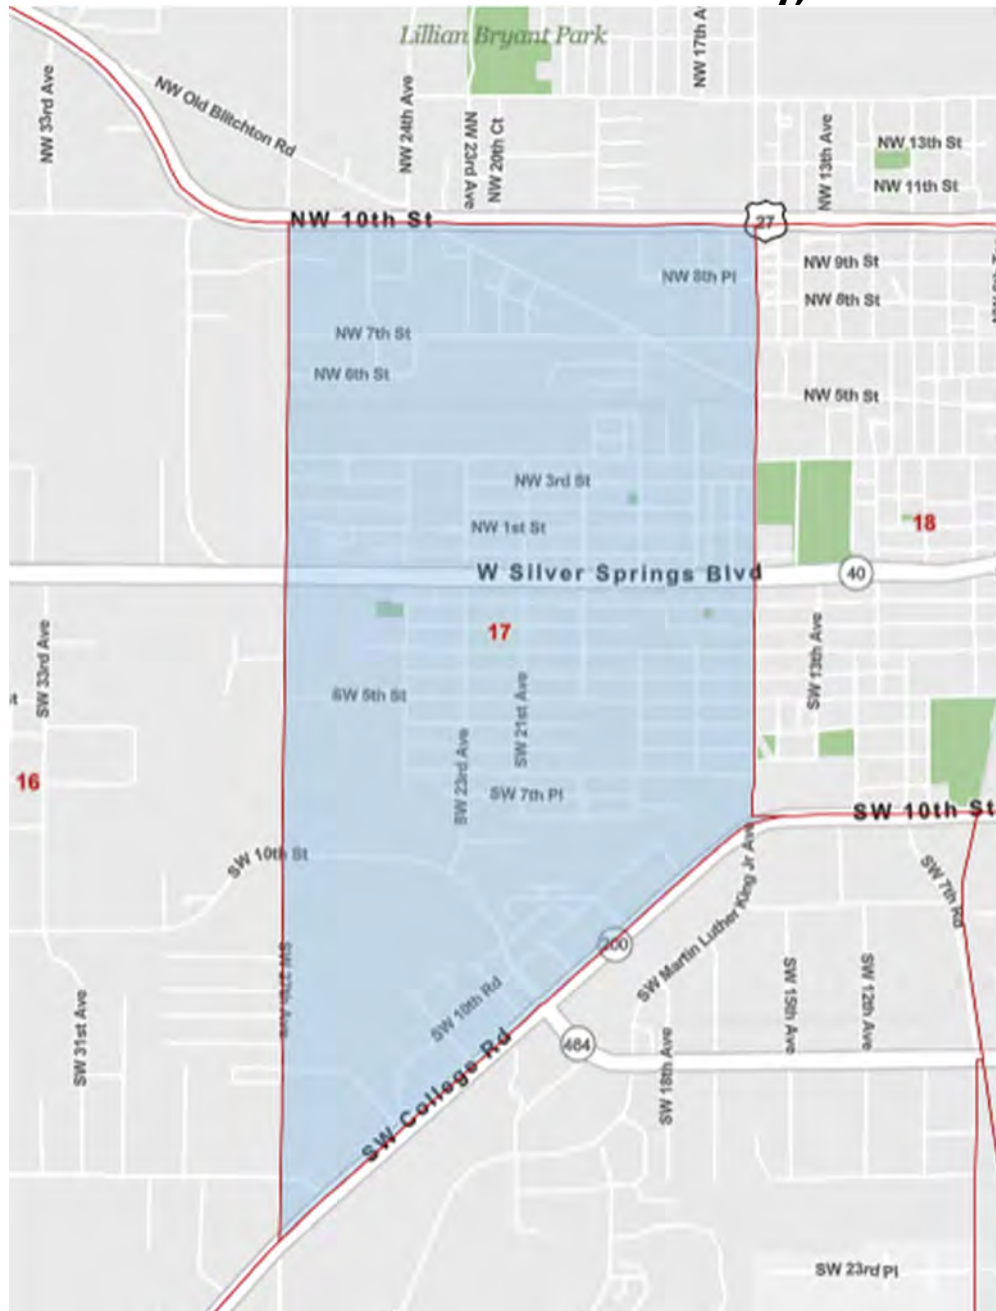 Lillian Bryant Park
NW 17th A
NW 33rd Ave
NW Old Blitchton Rd
NW 24th Ave
NW 23rd Ave
NW 20th Ct
NW 13th Ave
NW 13th St
NW 11th St
NW 10th St
27
NW 8th Pl
NW 9th St
NW 8th St
NW 7th St
NW 6th St
NW 5th St
NW 3rd St
NW 1st St
18
W Silver Springs Blvd
40
17
SW 33rd Ave
SW 5th St
SW 21st Ave
SW 13th Ave
SW 23rd Ave
16
SW 7th Pl
SW 10th St
SW 10th St
SW 7th Rd
SW Martin Luther King Jr Ave
200
SW 27th Ave
SW 10th Rd
SW 15th Ave
SW 12th Ave
SW 31st Ave
464
SW 18th Ave
SW College Rd
SW 23rd Pl